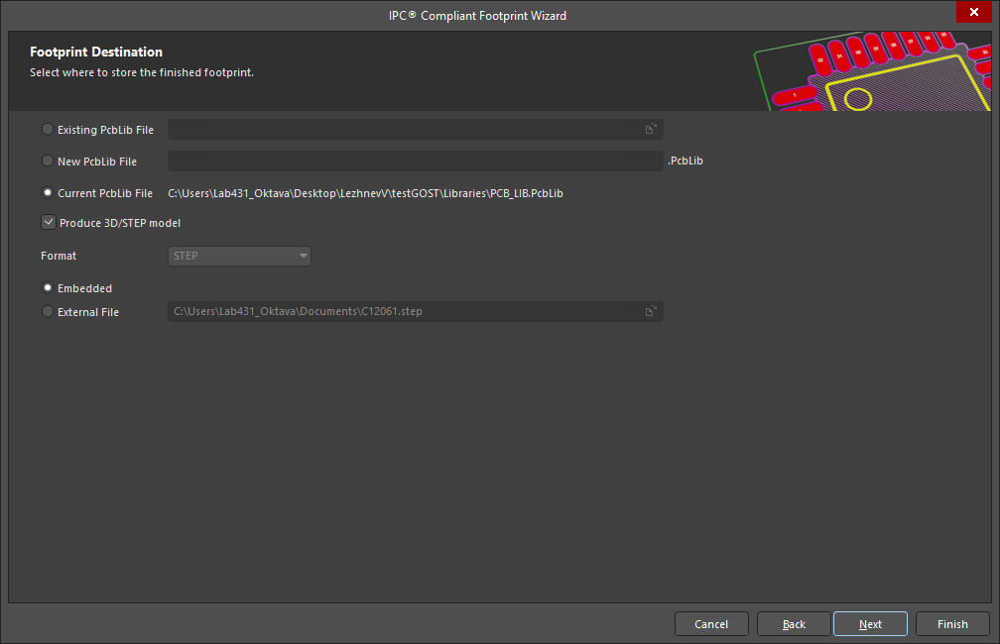 IPC® Compliant Footprint Wizard
Footprint Destination
Select where to store the finished footprint.
Existing PcbLib File
New PcbLib File .PcbLib
Current PcbLib File C:\Users\Lab431_Oktava\Desktop\LezhnevV\testGOST\Libraries\PCB_LIB.PcbLib
Produce 3D/STEP model
Format STEP
Embedded
External File C:\Users\Lab431_Oktava\Documents\C12061.step
Cancel Back Next Finish